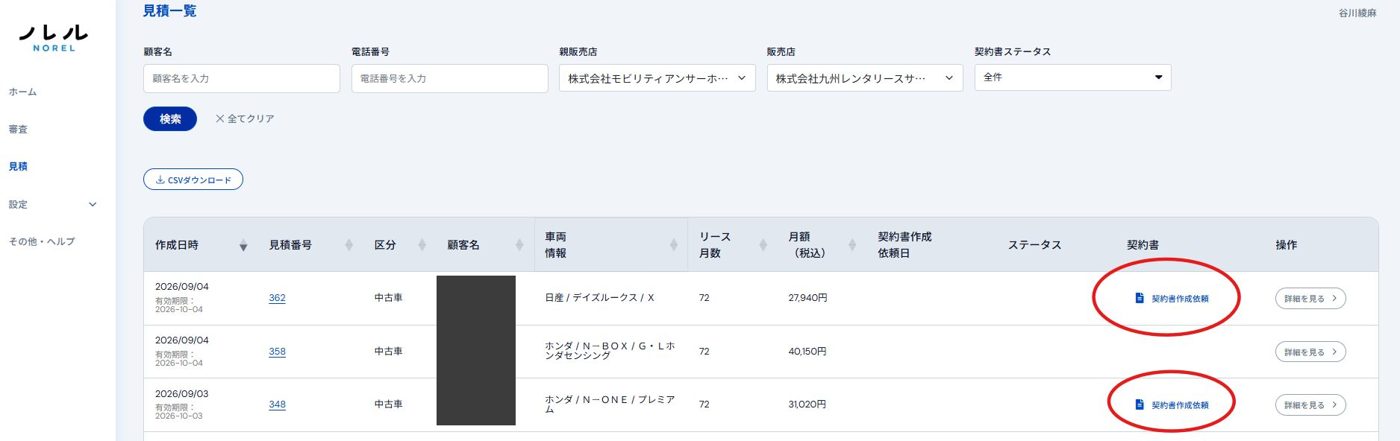 見積一覧
谷川綾麻
ノレル
NOREL
ホーム
審査
見積
設定
その他・ヘルプ
顧客名
電話番号
親販売店
販売店
契約書ステータス
顧客名を入力
電話番号を入力
株式会社モビリティアンサーホ…
株式会社九州レンタリースサ…
全件
検索
× 全てクリア
CSVダウンロード
作成日時
見積番号
区分
顧客名
車両
情報
リース
月数
月額
(税込)
契約書作成
依頼日
ステータス
契約書
操作
2026/09/04
有効期限：
2026-10-04
362
中古車
日産 / デイズルークス / X
72
27,940円
契約書作成依頼
詳細を見る
2026/09/04
有効期限：
2026-10-04
358
中古車
ホンダ / N－BOX / G・Lホ
ンダセンシング
72
40,150円
詳細を見る
2026/09/03
有効期限：
2026-10-03
348
中古車
ホンダ / N－ONE / プレミア
ム
72
31,020円
契約書作成依頼
詳細を見る